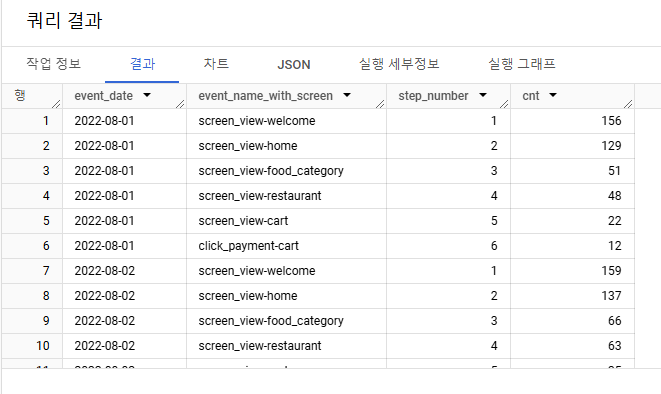 쿼리 결과
작업 정보 결과 차트 JSON 실행 세부정보 실행 그래프
행 event_date event_name_with_screen step_number cnt
1 2022-08-01 screen_view-welcome 1 156
2 2022-08-01 screen_view-home 2 129
3 2022-08-01 screen_view-food_category 3 51
4 2022-08-01 screen_view-restaurant 4 48
5 2022-08-01 screen_view-cart 5 22
6 2022-08-01 click_payment-cart 6 12
7 2022-08-02 screen_view-welcome 1 159
8 2022-08-02 screen_view-home 2 137
9 2022-08-02 screen_view-food_category 3 66
10 2022-08-02 screen_view-restaurant 4 63